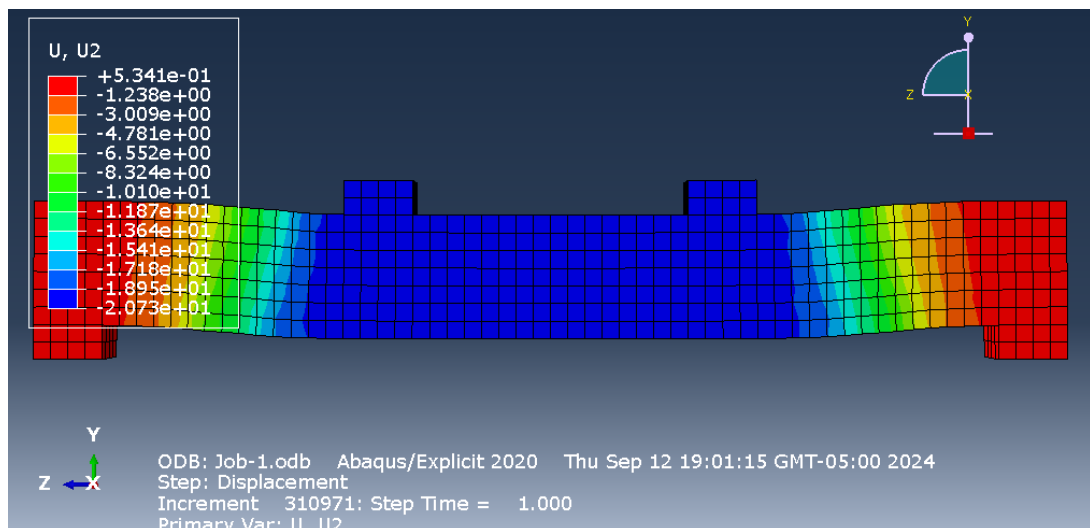 U, U2
+5.341e-01
-1.238e+00
-3.009e+00
-4.781e+00
-6.552e+00
-8.324e+00
-1.010e+01
-1.187e+01
-1.364e+01
-1.541e+01
-1.718e+01
-1.895e+01
-2.073e+01
Y
Z
X
Y
Z
X
ODB: Job-1.odb Abaqus/Explicit 2020 Thu Sep 12 19:01:15 GMT-05:00 2024
Step: Displacement
Increment 310971: Step Time = 1.000
Primary Var: U, U2